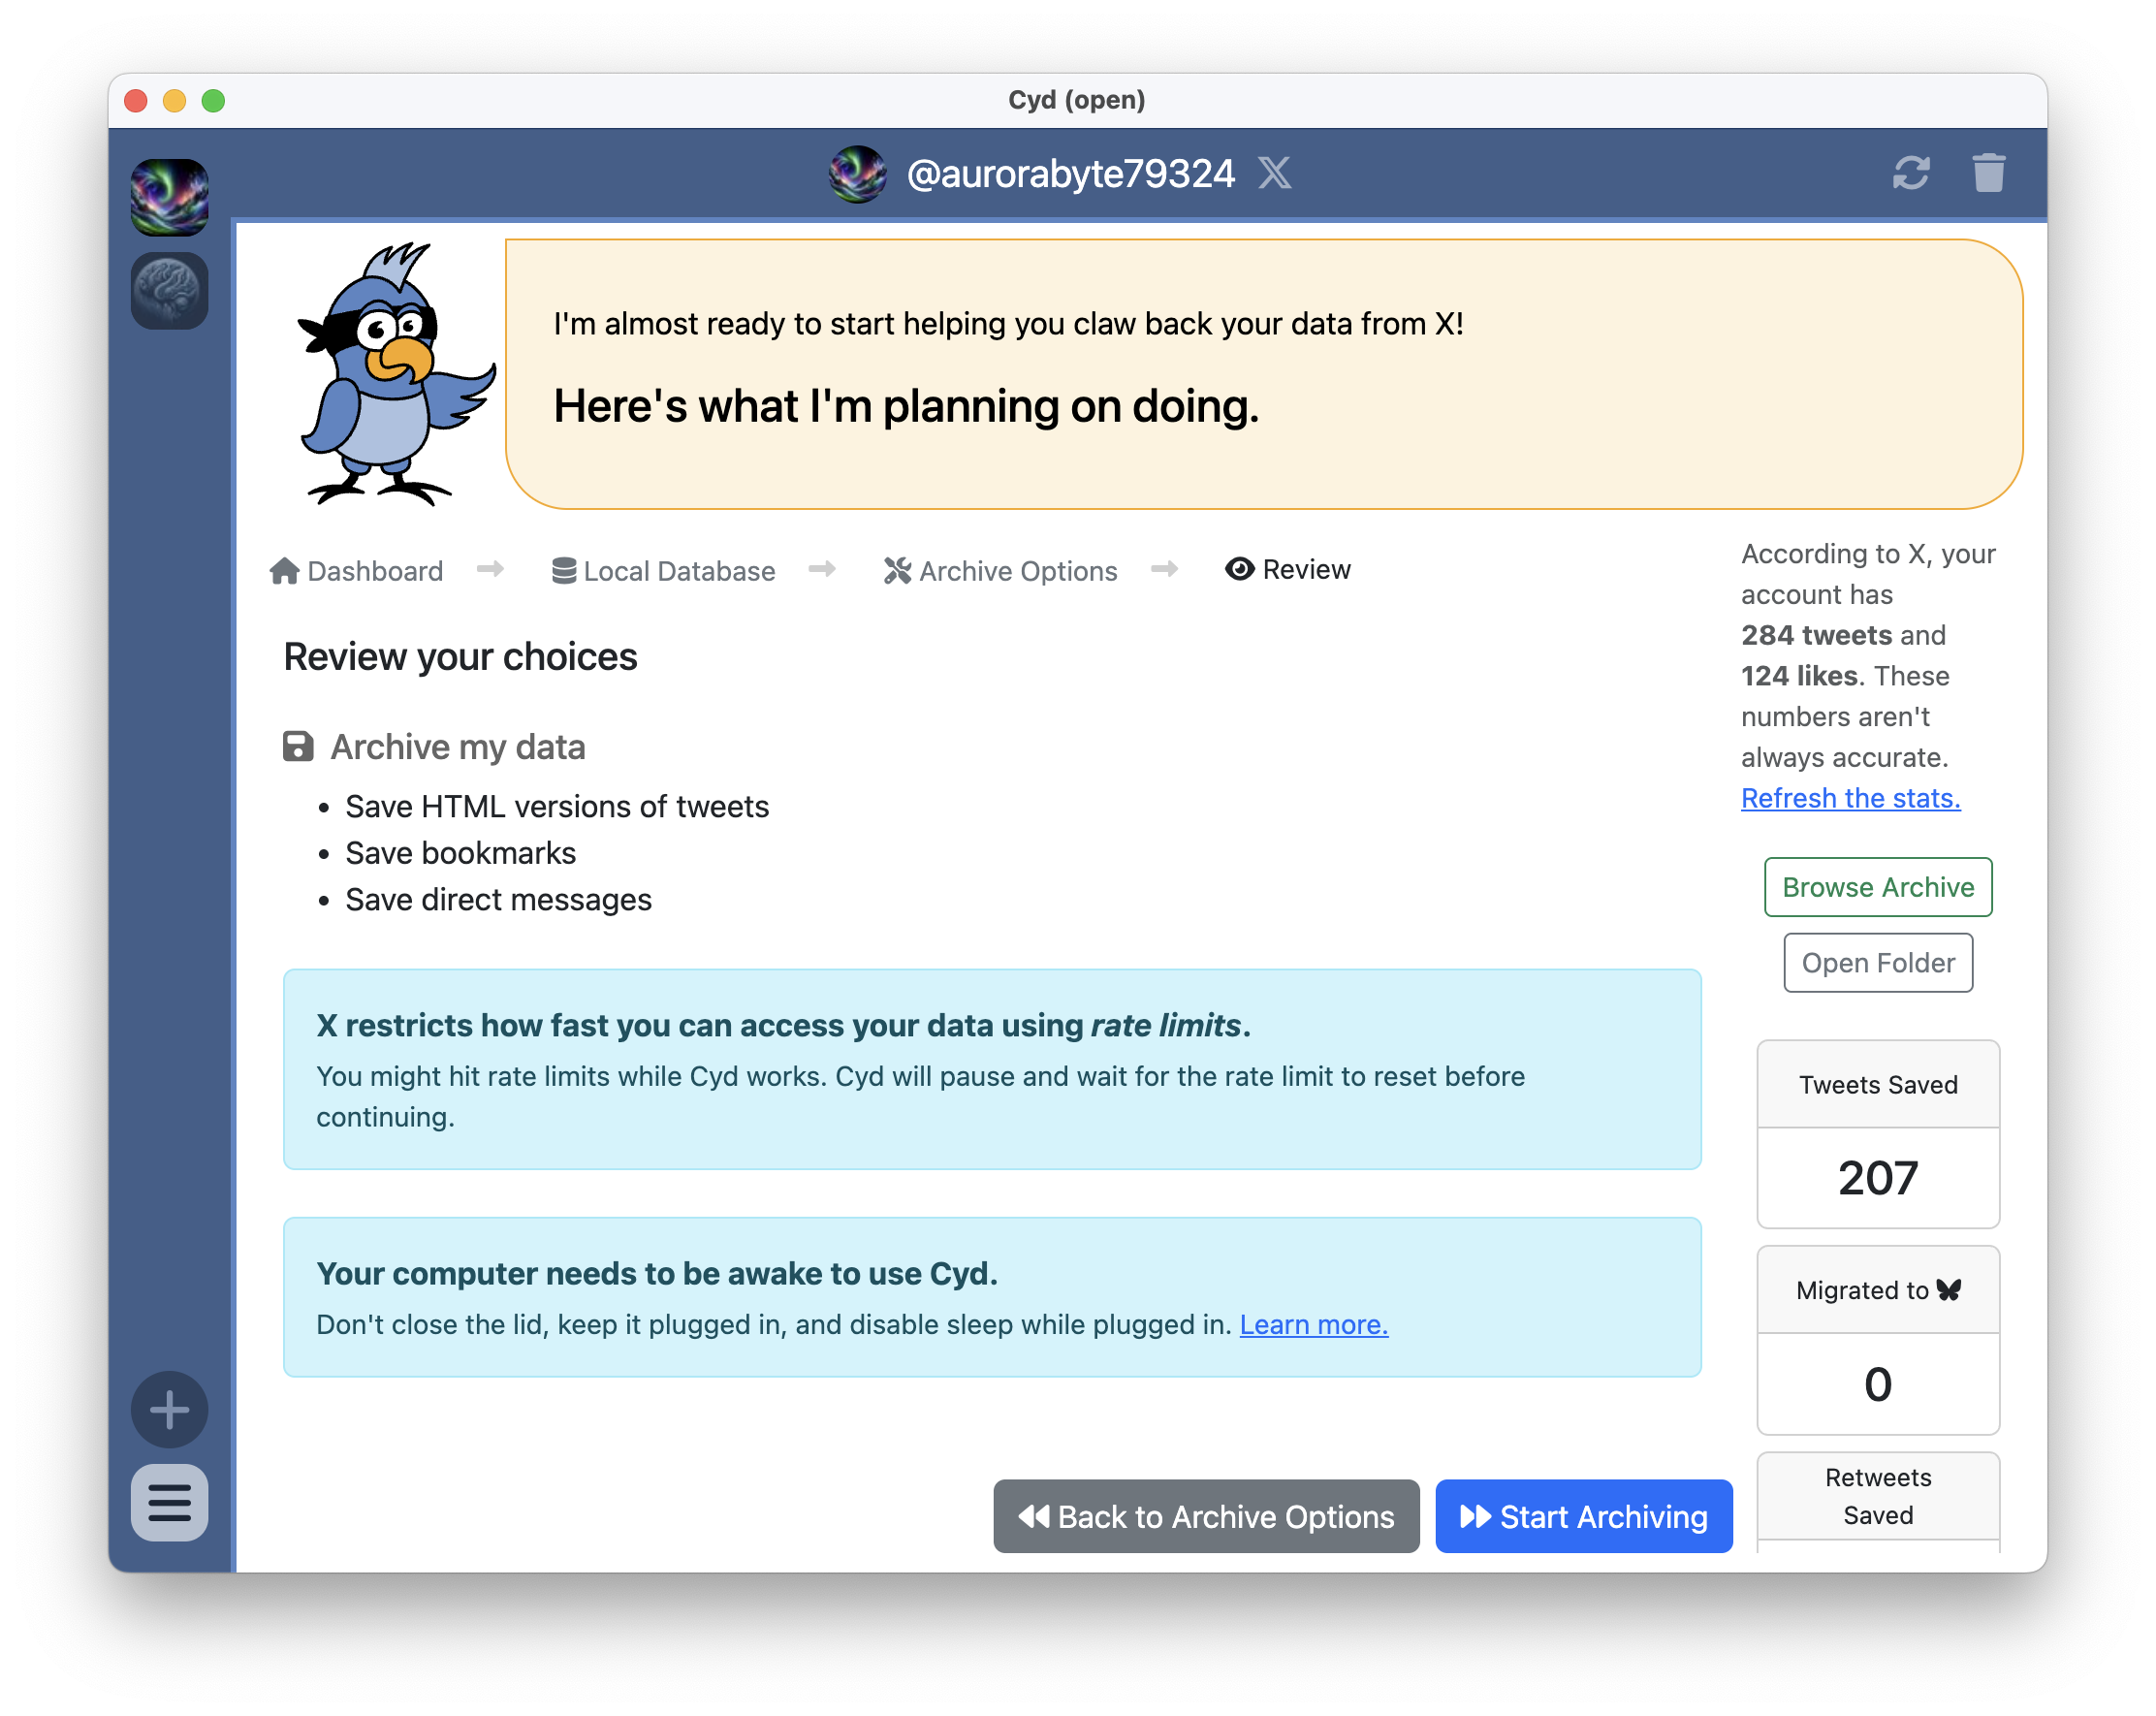 Cyd (open)
@aurorabyte79324
I'm almost ready to start helping you claw back your data from X!
Here's what I'm planning on doing.
Dashboard
Local Database
Archive Options
Review
Review your choices
Archive my data
Save HTML versions of tweets
Save bookmarks
Save direct messages
X restricts how fast you can access your data using rate limits.
You might hit rate limits while Cyd works. Cyd will pause and wait for the rate limit to reset before
continuing.
Your computer needs to be awake to use Cyd.
Don't close the lid, keep it plugged in, and disable sleep while plugged in. Learn more.
Back to Archive Options
Start Archiving
According to X, your
account has
284 tweets and
124 likes. These
numbers aren't
always accurate.
Refresh the stats.
Browse Archive
Open Folder
Tweets Saved
207
Migrated to
0
Retweets
Saved